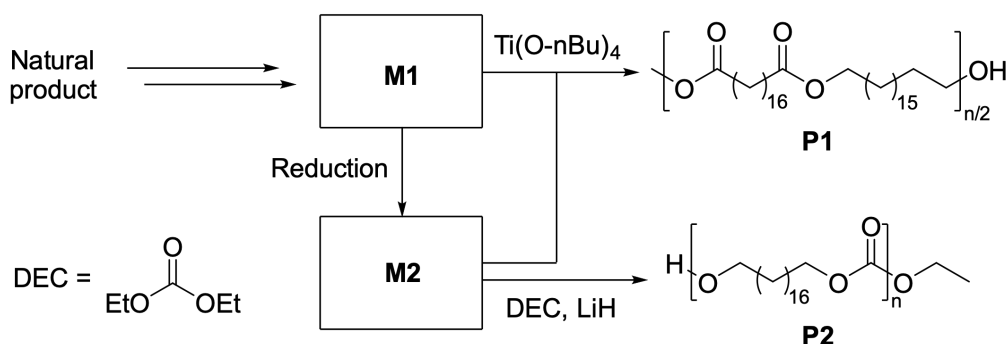 Natural
product
M1
Ti(O-nBu)4
O
O
O
16
O
15
OH
n/2
P1
Reduction
M2
DEC =
O
EtO
OEt
DEC, LiH
H
O
16
O
O
O
n
P2